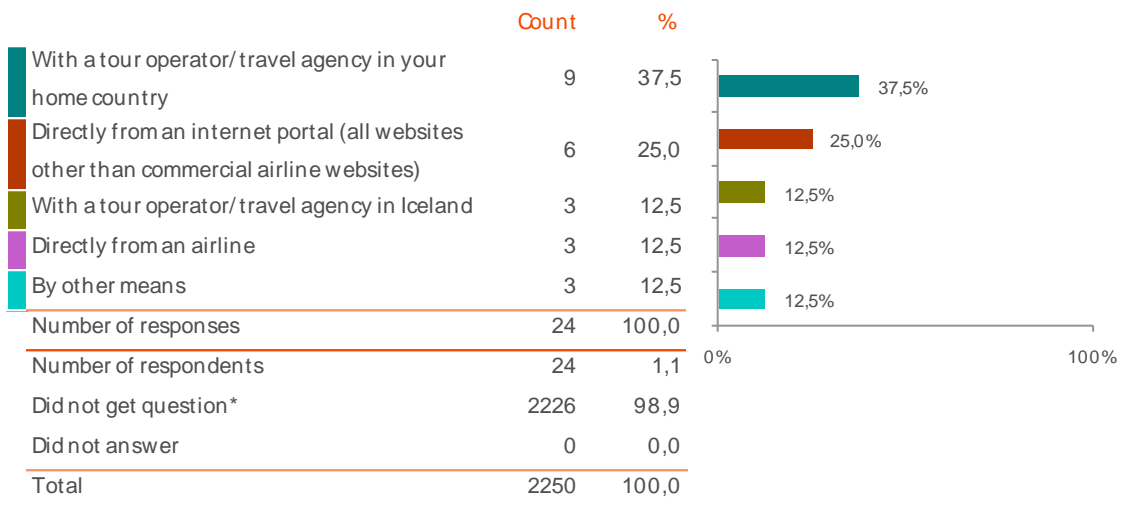 Count %
With a tour operator/travel agency in your
home country
9 37,5
Directly from an internet portal (all websites
other than commercial airline websites)
6 25,0
With a tour operator/travel agency in Iceland 3 12,5
Directly from an airline 3 12,5
By other means 3 12,5
Number of responses 24 100,0
Number of respondents 24 1,1
Did not get question* 2226 98,9
Did not answer 0 0,0
Total 2250 100,0
37,5%
25,0%
12,5%
12,5%
12,5%
0% 100%